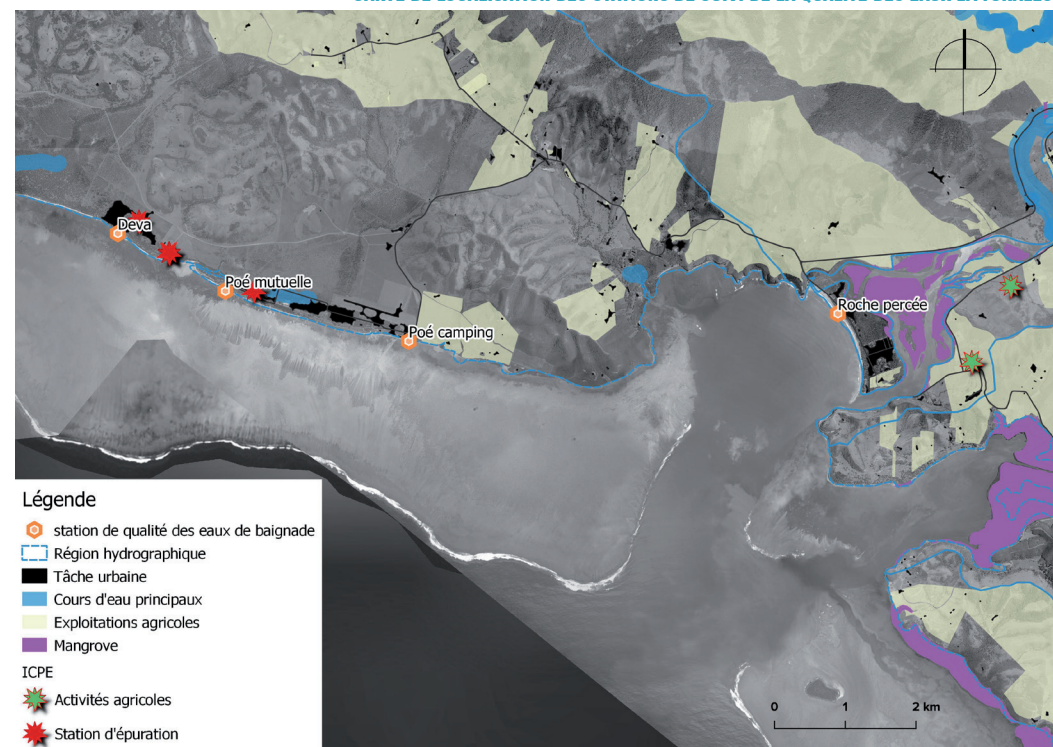 Deva
Poé mutuelle
Poé camping
Roche percée
Légende
station de qualité des eaux de baignade
Région hydrographique
Tâche urbaine
Cours d'eau principaux
Exploitations agricoles
Mangrove
ICPE
Activités agricoles
Station d'épuration
0 1 2 km